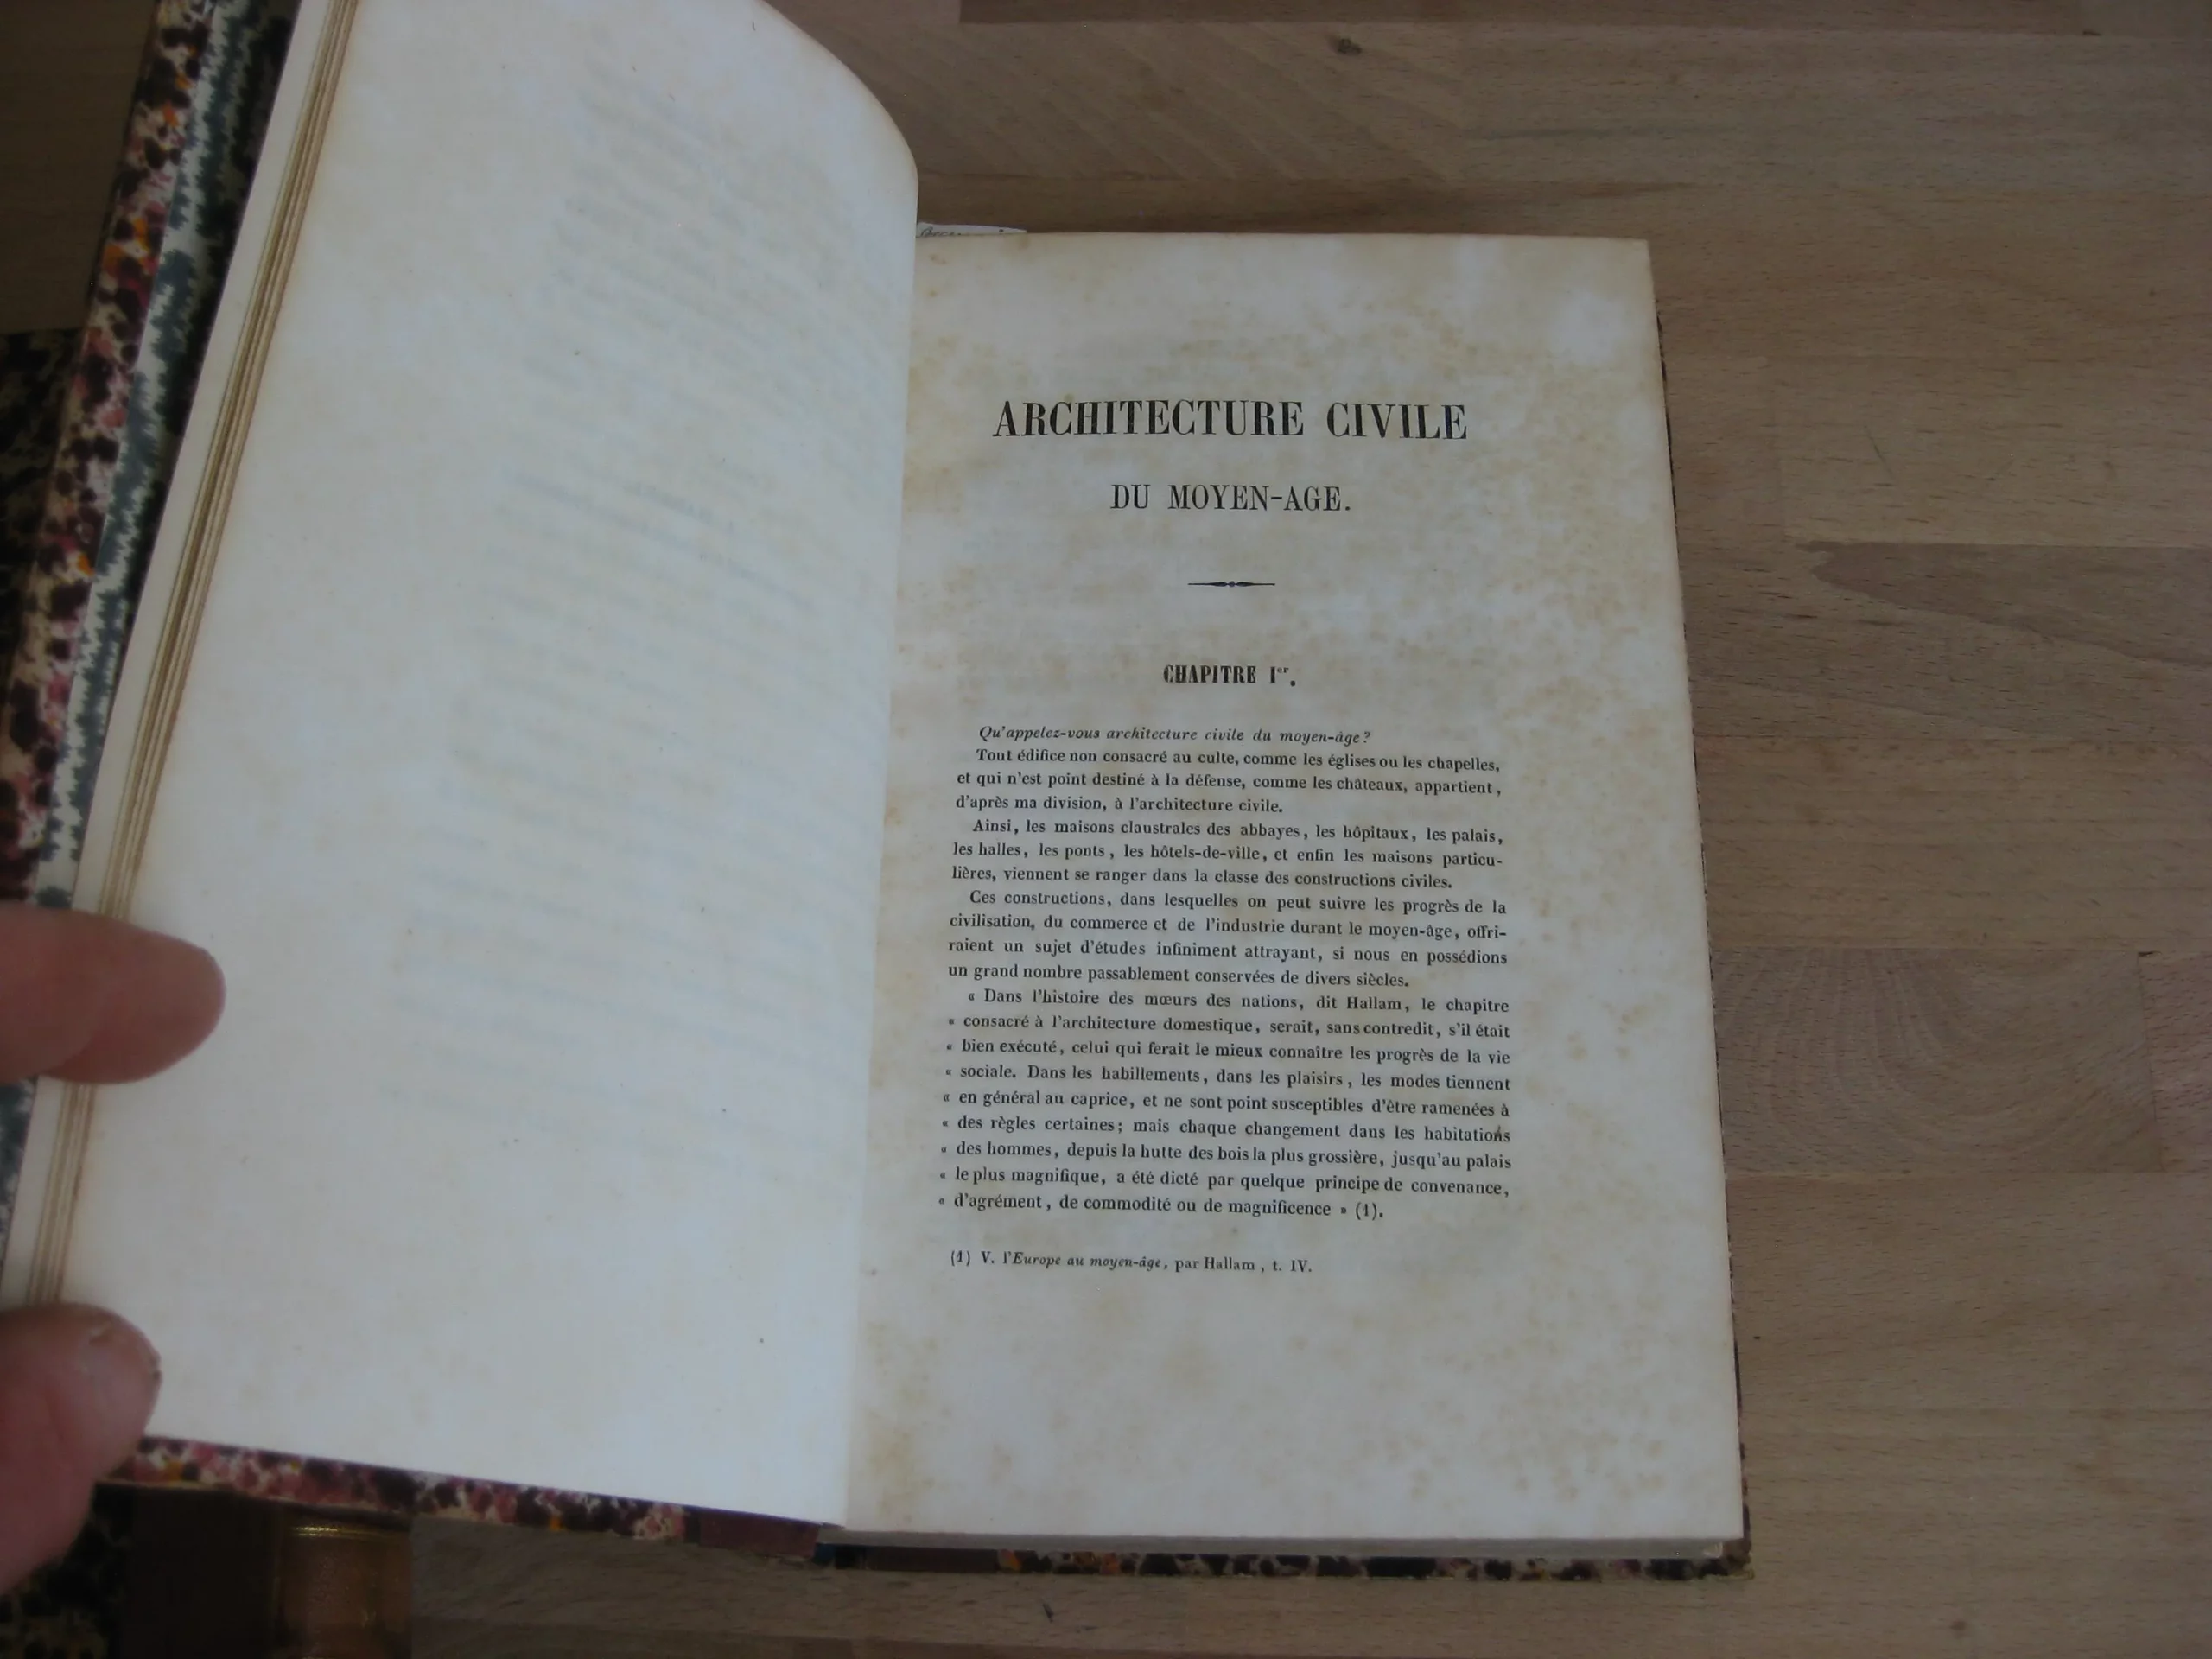 ARCHITECTURE CIVILE
DU MOYEN-AGE.
CHAPITRE Ier.
Qu'appelez-vous architecture civile du moyen-âge ?
Tout édifice non consacré au culte, comme les églises ou les chapelles,
et qui n'est point destiné à la défense, comme les châteaux, appartient,
d'après ma division, à l'architecture civile.
Ainsi, les maisons claustrales des abbayes, les hôpitaux, les palais,
les halles, les ponts, les hôtels-de-ville, et enfin les maisons particu-
lières, viennent se ranger dans la classe des constructions civiles.
Ces constructions, dans lesquelles on peut suivre les progrès de la
civilisation, du commerce et de l'industrie durant le moyen-âge, offri-
raient un sujet d'études infiniment attrayant, si nous en possédions
un grand nombre passablement conservées de divers siècles.
« Dans l'histoire des mœurs des nations, dit Hallam, le chapitre
« consacré à l'architecture domestique, serait, sans contredit, s'il était
« bien exécuté, celui qui ferait le mieux connaître les progrès de la vie
« sociale. Dans les habillements, dans les plaisirs, les modes tiennent
« en général au caprice, et ne sont point susceptibles d'être ramenées à
« des règles certaines; mais chaque changement dans les habitations
« des hommes, depuis la hutte des bois la plus grossière, jusqu'au palais
« le plus magnifique, a été dicté par quelque principe de convenance,
« d'agrément, de commodité ou de magnificence » (1).
(1) V. l'Europe au moyen-âge, par Hallam, t. IV.